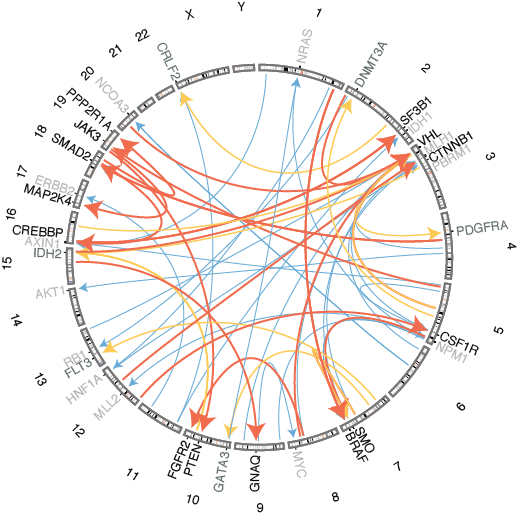 Y
1
NRAS
DNMT3A
2
SF3B1
IDH1
VHL
CTNNB1
PBRM1
3
PDGFRA
4
5
CSF1R
NPM1
6
SMO
BRAF
7
MYC
8
GNAQ
9
GATA3
PTEN
FGFR2
10
11
MLL2
12
HNF1A
FLT3
RB1
13
14
AKT1
IDH2
15
AXIN1
CREBBP
16
MAP2K4
ERBB2
17
SMAD2
18
JAK3
19
PPP2R1A
20
NCOA3
21
22
CRLF2
X